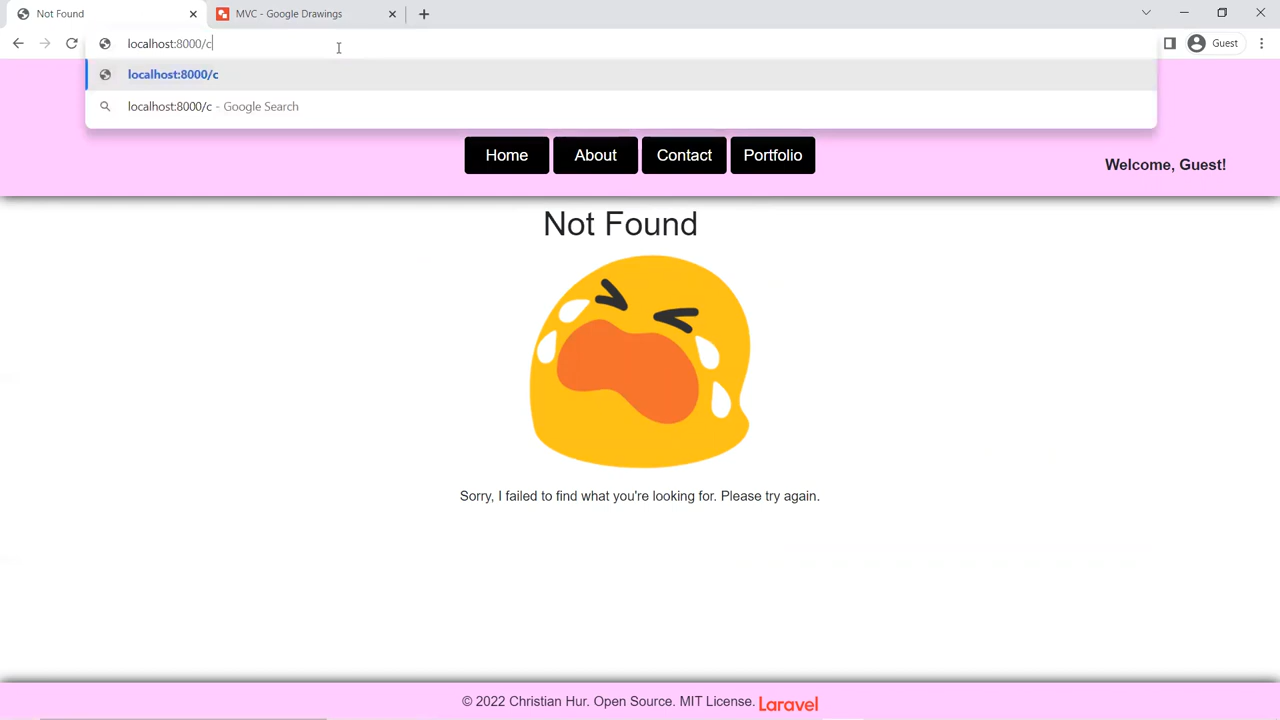 Not Found
MVC - Google Drawings
localhost:8000/c
Guest
localhost:8000/c
localhost:8000/c - Google Search
Home
About
Contact
Portfolio
Welcome, Guest!
Not Found
Sorry, I failed to find what you're looking for. Please try again.
© 2022 Christian Hur. Open Source. MIT License. Laravel